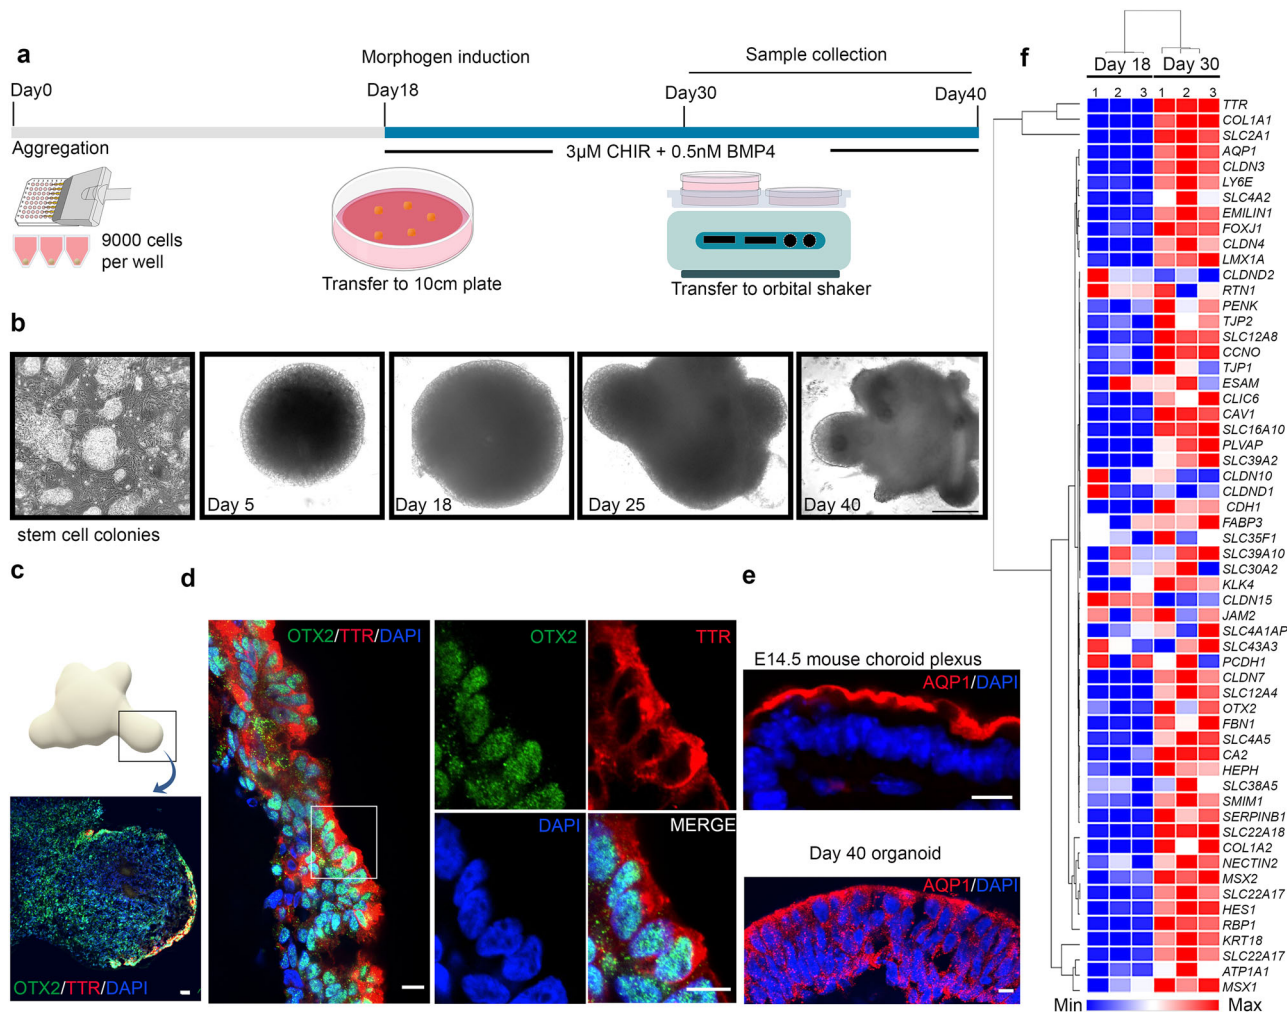 a
Morphogen induction
Sample collection
Day0
Day18
Day30
Day40
Aggregation
3µM CHIR + 0.5nM BMP4
9000 cells
per well
Transfer to 10cm plate
Transfer to orbital shaker
b
Day 5
Day 18
Day 25
Day 40
stem cell colonies
c
OTX2/TTR/DAPI
d
OTX2/TTR/DAPI
OTX2
TTR
DAPI
MERGE
e
E14.5 mouse choroid plexus
AQP1/DAPI
Day 40 organoid
AQP1/DAPI
f
Day 18 Day 30
1 2 3 1 2 3
TTR
COL1A1
SLC2A1
AQP1
CLDN3
LY6E
SLC4A2
EMILIN1
FOXJ1
CLDN4
LMX1A
CLDND2
RTN1
PENK
TJP2
SLC12A8
CCNO
TJP1
ESAM
CLIC6
CAV1
SLC16A10
PLVAP
SLC39A2
CLDN10
CLDND1
CDH1
FABP3
SLC35F1
SLC39A10
SLC30A2
KLK4
CLDN15
JAM2
SLC4A1AP
SLC43A3
PCDH1
CLDN7
SLC12A4
OTX2
FBN1
SLC4A5
CA2
HEPH
SLC38A5
SMIM1
SERPINB1
SLC22A18
COL1A2
NECTIN2
MSX2
SLC22A17
HES1
RBP1
KRT18
SLC22A17
ATP1A1
MSX1
Min Max